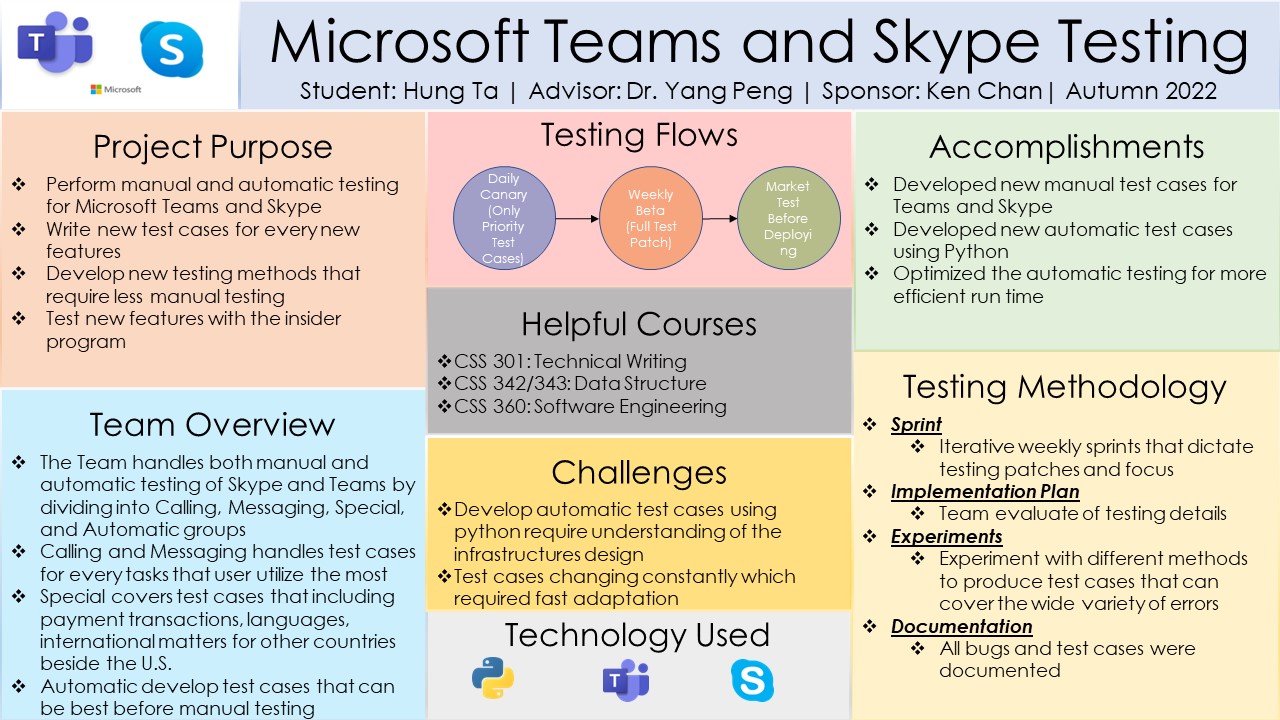 Microsoft
Microsoft Teams and Skype Testing
Student: Hung Ta | Advisor: Dr. Yang Peng | Sponsor: Ken Chan| Autumn 2022
Project Purpose
❖ Perform manual and automatic testing
for Microsoft Teams and Skype
❖ Write new test cases for every new
features
❖ Develop new testing methods that
require less manual testing
❖ Test new features with the insider
program
Team Overview
❖ The Team handles both manual and
automatic testing of Skype and Teams by
dividing into Calling, Messaging, Special,
and Automatic groups
❖ Calling and Messaging handles test cases
for every tasks that user utilize the most
❖ Special covers test cases that including
payment transactions, languages,
international matters for other countries
beside the U.S.
❖ Automatic develop test cases that can
be best before manual testing
Testing Flows
Daily
Canary
(Only
Priority
Test
Cases)
Weekly
Beta
(Full Test
Patch)
Market
Test
Before
Deployi
ng
Helpful Courses
❖CSS 301: Technical Writing
❖CSS 342/343: Data Structure
❖CSS 360: Software Engineering
Challenges
❖Develop automatic test cases using
python require understanding of the
infrastructures design
❖Test cases changing constantly which
required fast adaptation
Technology Used
Accomplishments
❖ Developed new manual test cases for
Teams and Skype
❖ Developed new automatic test cases
using Python
❖ Optimized the automatic testing for more
efficient run time
Testing Methodology
❖ Sprint
❖ Iterative weekly sprints that dictate
testing patches and focus
❖ Implementation Plan
❖ Team evaluate of testing details
❖ Experiments
❖ Experiment with different methods
to produce test cases that can
cover the wide variety of errors
❖ Documentation
❖ All bugs and test cases were
documented